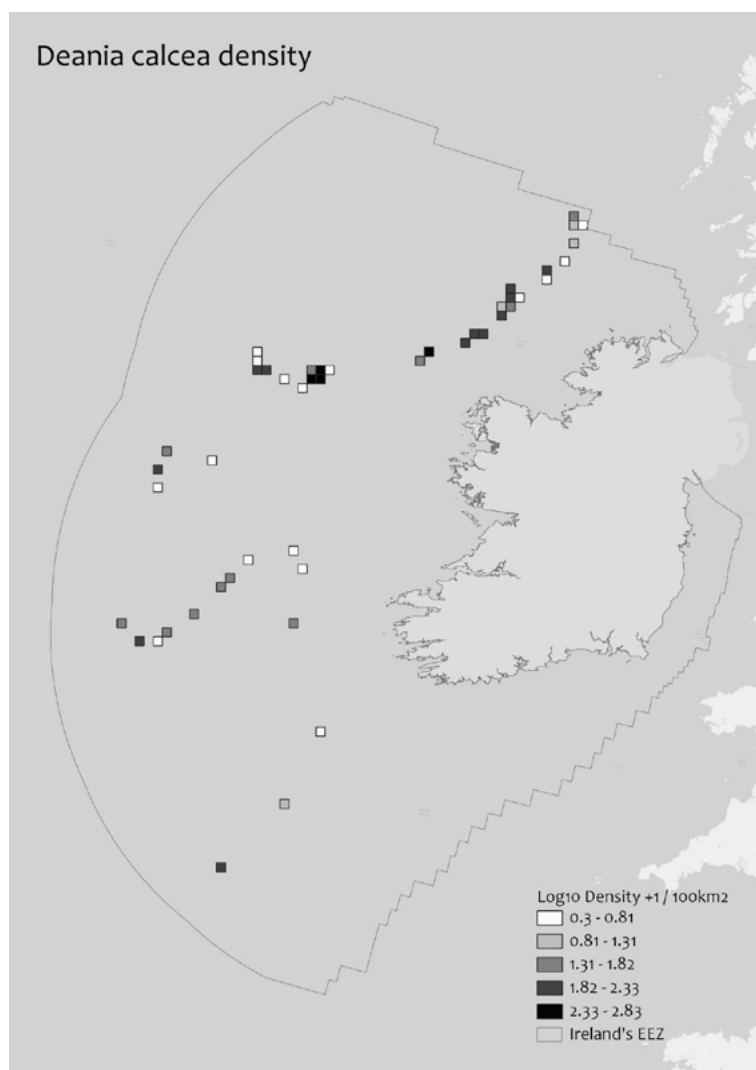 Deania calcea density
Log10 Density +1 / 100km2
0.3 - 0.81
0.81 - 1.31
1.31 - 1.82
1.82 - 2.33
2.33 - 2.83
Ireland's EEZ